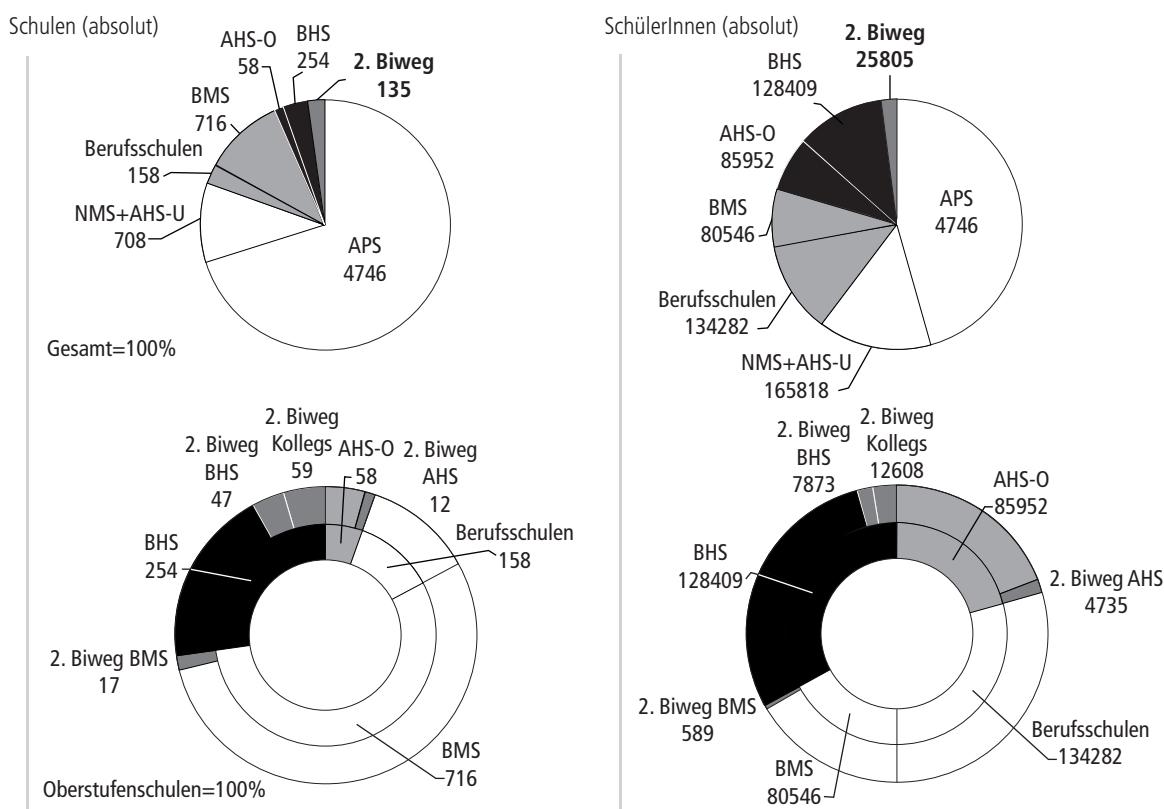 Schulen (absolut)
AHS-O
58
BHS
254
2. Biweg
135
BMS
716
Berufsschulen
158
NMS+AHS-U
708
APS
4746
Gesamt=100%
SchülerInnen (absolut)
2. Biweg
25805
BHS
128409
AHS-O
85952
BMS
80546
APS
4746
Berufsschulen
134282
NMS+AHS-U
165818
2. Biweg
Kollegs
59
2. Biweg
BHS
47
AHS-O
58
2. Biweg
AHS
12
Berufsschulen
158
BHS
254
2. Biweg BMS
17
BMS
716
Oberstufenschulen=100%
2. Biweg
BHS
7873
2. Biweg
Kollegs
12608
AHS-O
85952
BHS
128409
2. Biweg AHS
4735
2. Biweg BMS
589
Berufsschulen
134282
BMS
80546